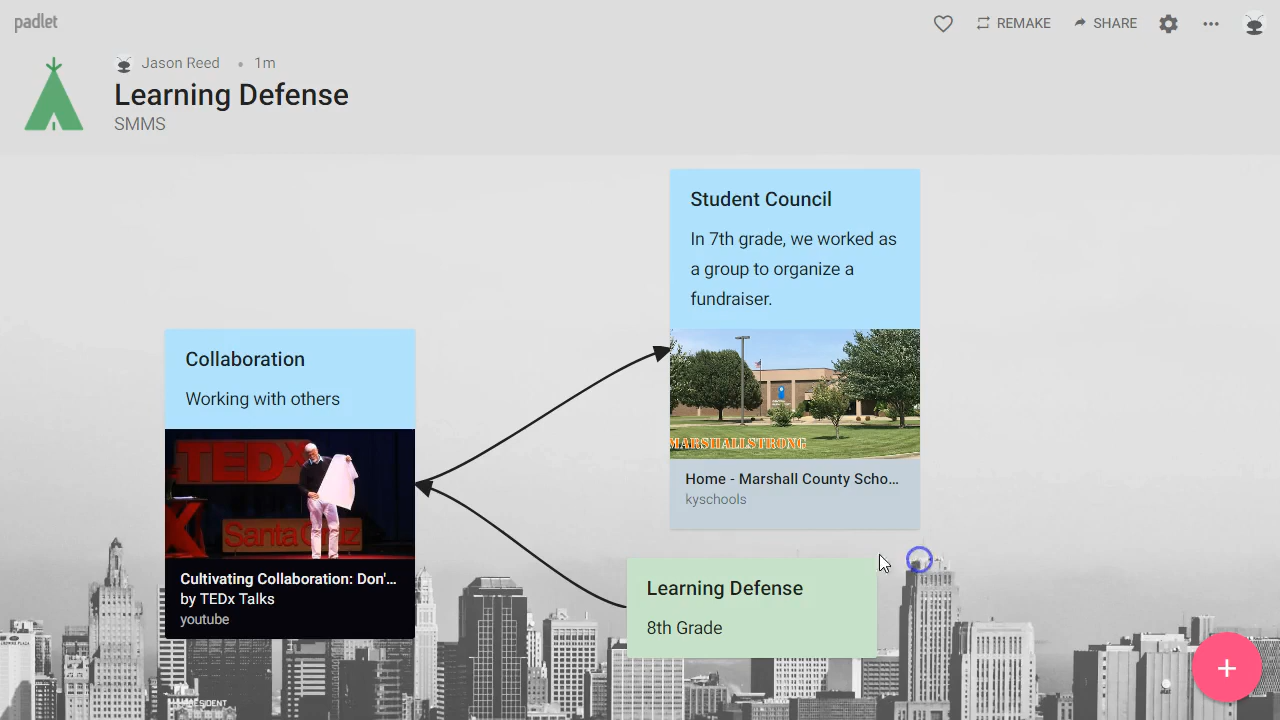 padlet
REMAKE
SHARE
Jason Reed • 1m
Learning Defense
SMMS
Student Council
In 7th grade, we worked as
a group to organize a
fundraiser.
MARSHALLSTRONG
Home - Marshall County Scho...
kyschools
Collaboration
Working with others
TEDx
Santa Cruz
Cultivating Collaboration: Don'...
by TEDx Talks
youtube
Learning Defense
8th Grade
PRESIDENT